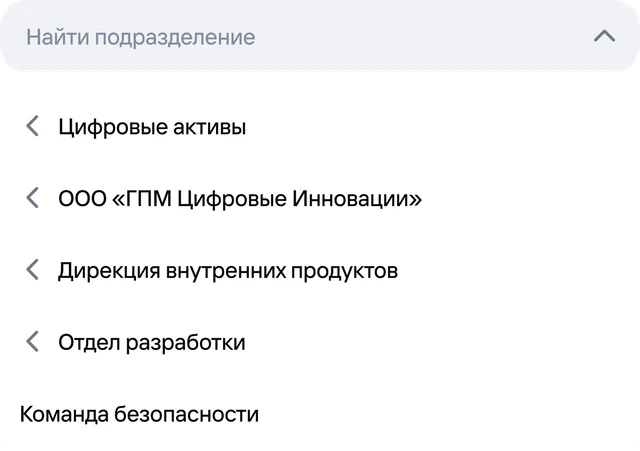 Найти подразделение
Цифровые активы
ООО «ГПМ Цифровые Инновации»
Дирекция внутренних продуктов
Отдел разработки
Команда безопасности